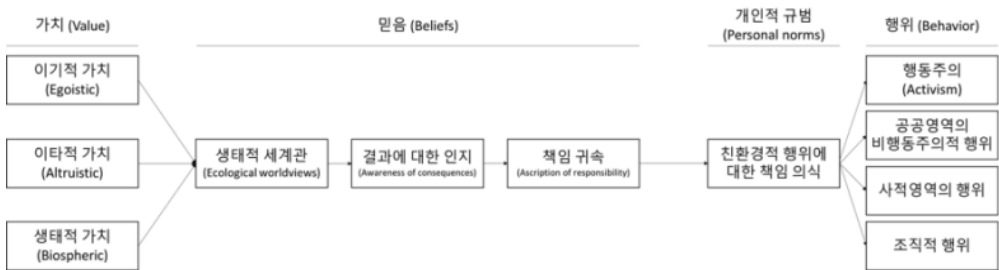 가치 (Value)
믿음 (Beliefs)
개인적 규범
(Personal norms)
행위 (Behavior)
이기적 가치
(Egoistic)
이타적 가치
(Altruistic)
생태적 가치
(Biospheric)
생태적 세계관
(Ecological worldviews)
결과에 대한 인지
(Awareness of consequences)
책임 귀속
(Ascription of responsibility)
친환경적 행위에
대한 책임 의식
행동주의
(Activism)
공공영역의
비행동주의적 행위
사적영역의 행위
조직적 행위